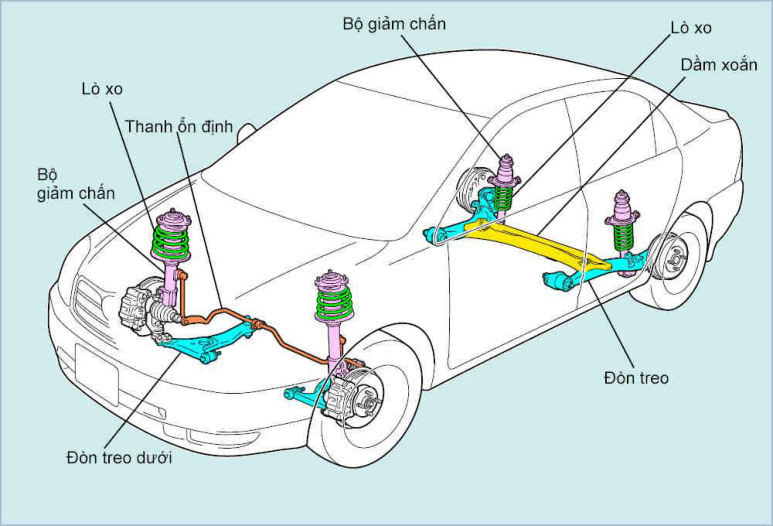 Bộ giảm chấn
Lò xo
Dầm xoắn
Lò xo
Thanh ổn định
Bộ
giảm chấn
Đòn treo
Đòn treo dưới